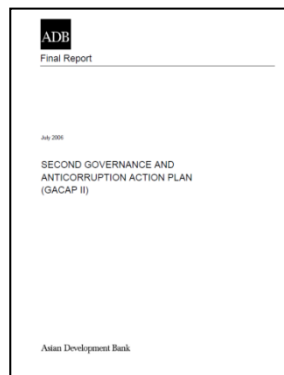 ADB
Final Report
July 2006
SECOND GOVERNANCE AND
ANTICORRUPTION ACTION PLAN
(GACAP II)
Asian Development Bank